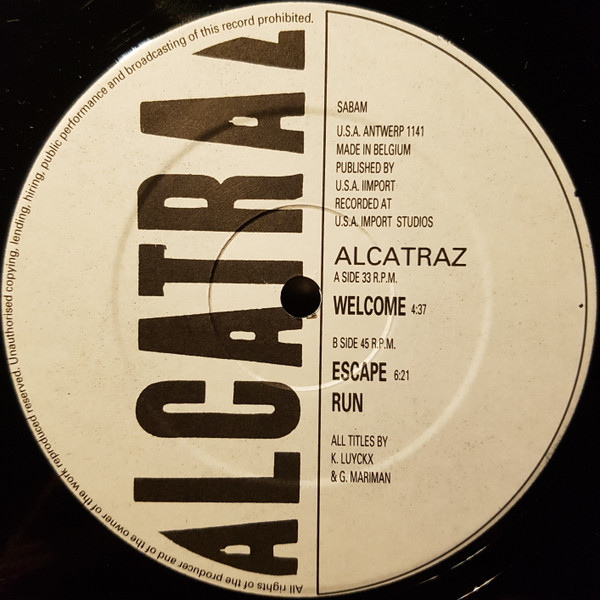 All rights of the producer and of the owner of the work reproduced reserved. Unauthorised copying, lending, hiring, public performance and broadcasting of this record prohibited.
ALCATRAZ
SABAM
U.S.A. ANTWERP 1141
MADE IN BELGIUM
PUBLISHED BY
U.S.A. IIMPORT
RECORDED AT
U.S.A. IMPORT STUDIOS
ALCATRAZ
A SIDE 33 R.P.M.
WELCOME 4:37
B SIDE 45 R.P.M.
ESCAPE 6:21
RUN
ALL TITLES BY
K. LUYCKX
& G. MARIMAN